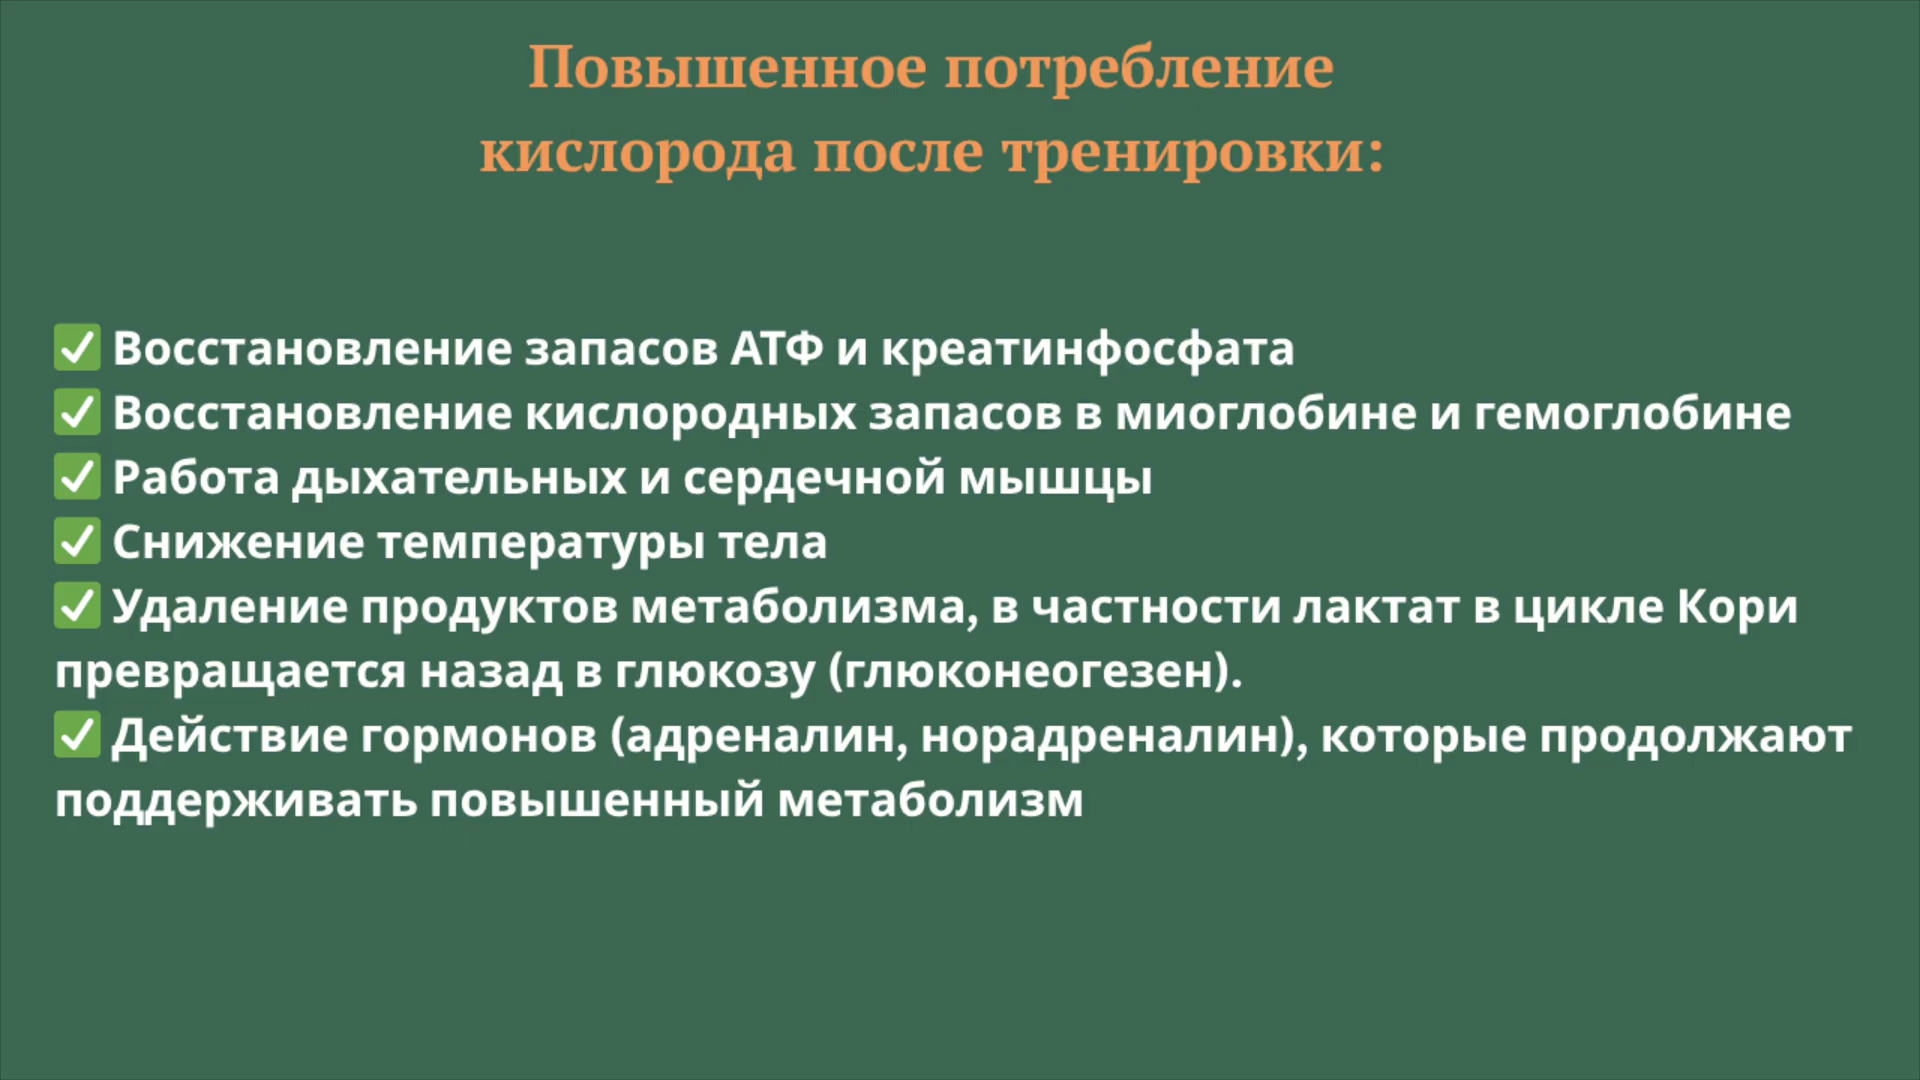 Повышенное потребление
кислорода после тренировки:
✅ Восстановление запасов АТФ и креатинфосфата
✅ Восстановление кислородных запасов в миоглобине и гемоглобине
✅ Работа дыхательных и сердечной мышцы
✅ Снижение температуры тела
✅ Удаление продуктов метаболизма, в частности лактат в цикле Кори
превращается назад в глюкозу (глюконеогезен).
✅ Действие гормонов (адреналин, норадреналин), которые продолжают
поддерживать повышенный метаболизм